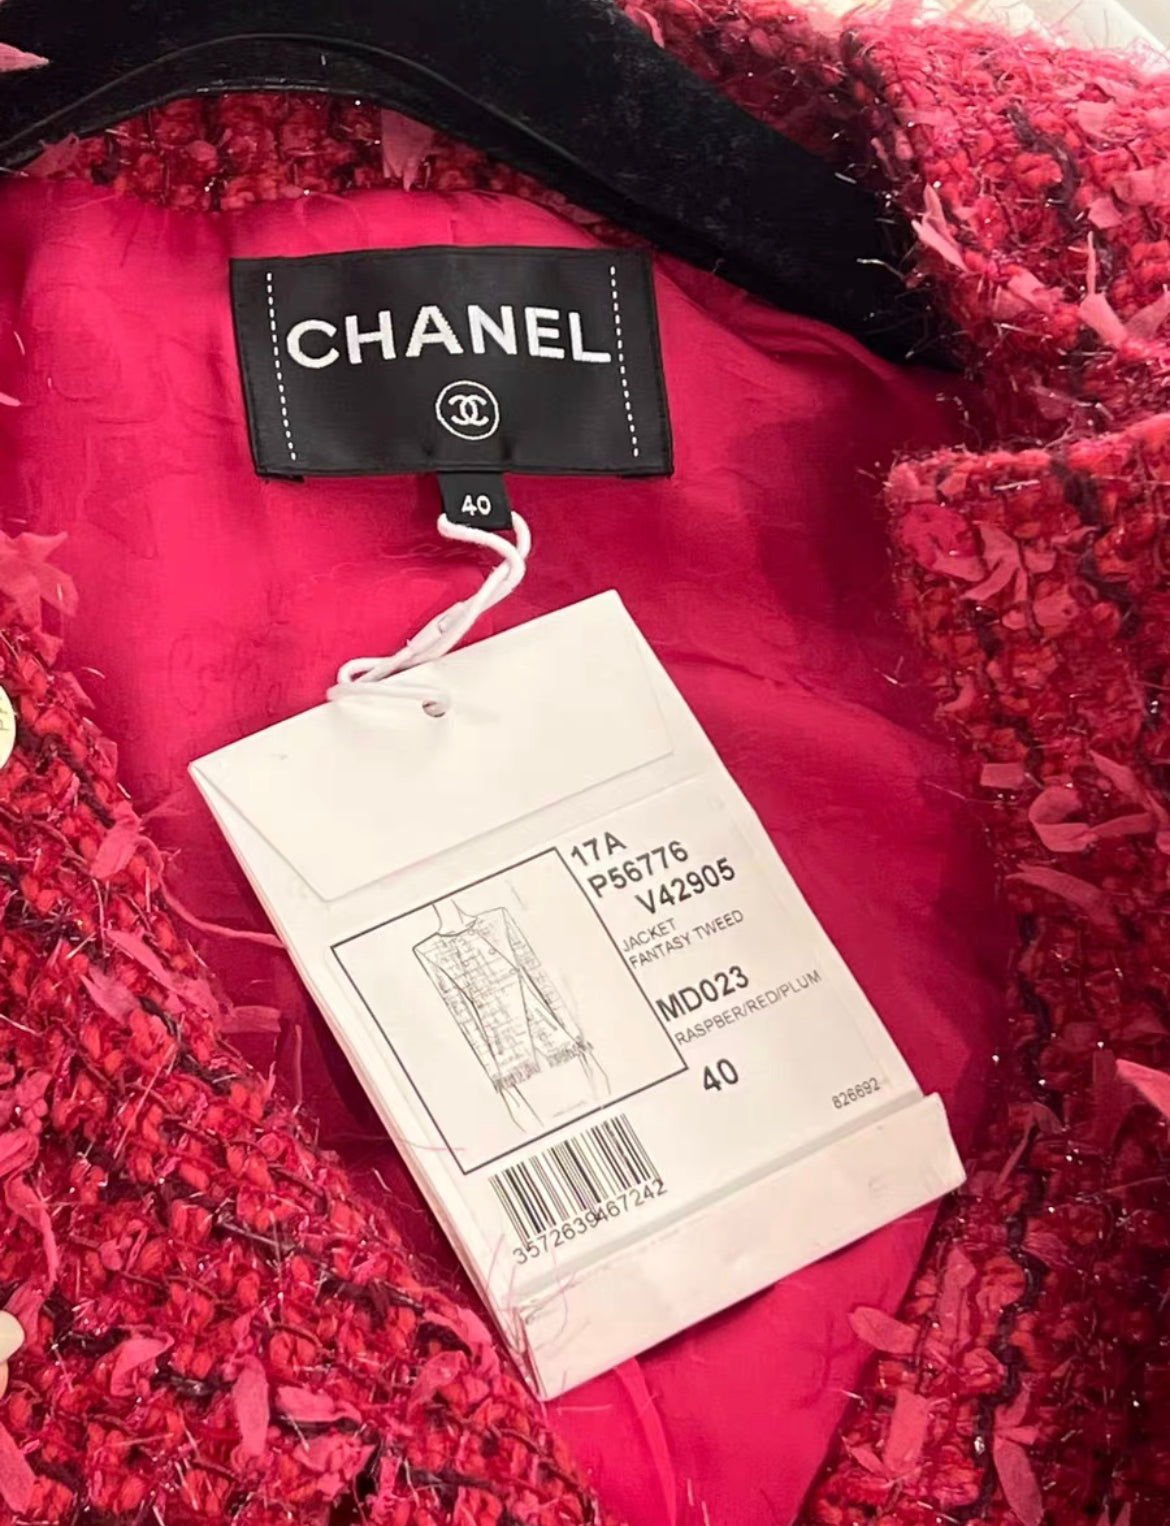 CHANEL
40
17A
P56776
V42905
JACKET
FANTASY TWEED
MD023
RASPBER/RED/PLUM
40
826692
3572639467242